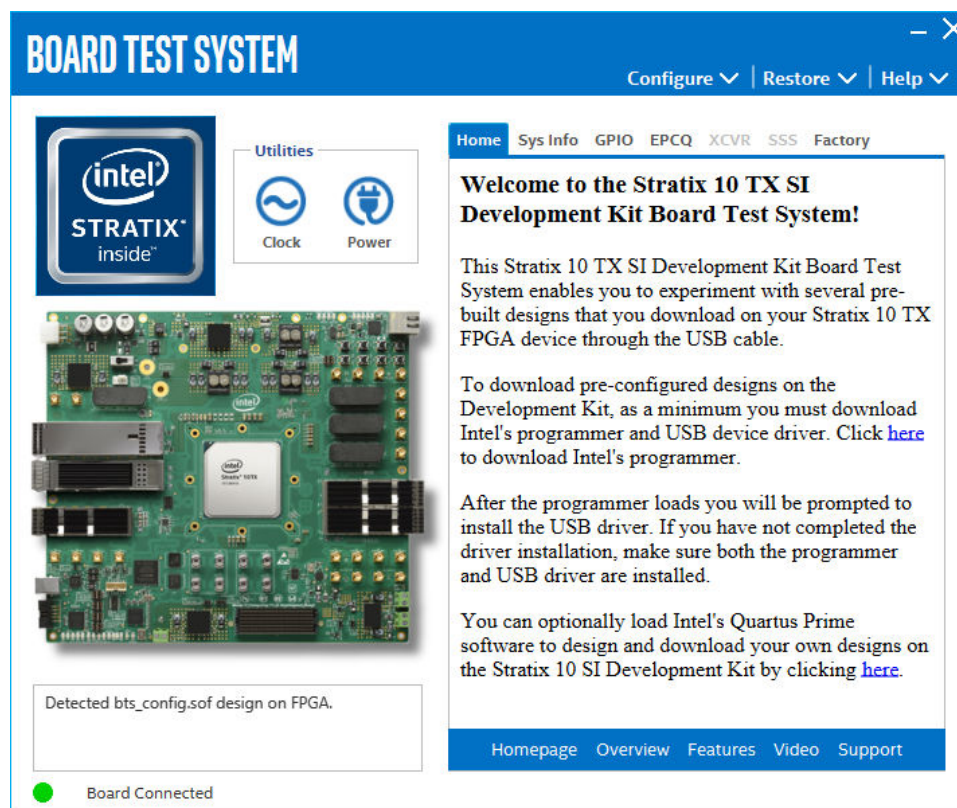 BOARD TEST SYSTEM
Configure
Restore
Help
intel
STRATIX
inside™
Utilities
Clock
Power
Home Sys Info GPIO EPCQ XCVR SSS Factory
Welcome to the Stratix 10 TX SI
Development Kit Board Test System!
This Stratix 10 TX SI Development Kit Board Test
System enables you to experiment with several pre-
built designs that you download on your Stratix 10 TX
FPGA device through the USB cable.
To download pre-configured designs on the
Development Kit, as a minimum you must download
Intel's programmer and USB device driver. Click here
to download Intel's programmer.
After the programmer loads you will be prompted to
install the USB driver. If you have not completed the
driver installation, make sure both the programmer
and USB driver are installed.
You can optionally load Intel's Quartus Prime
software to design and download your own designs on
the Stratix 10 SI Development Kit by clicking here.
intel
intel
Stratix® 10TX
Detected bts_config.sof design on FPGA.
Homepage Overview Features Video Support
Board Connected